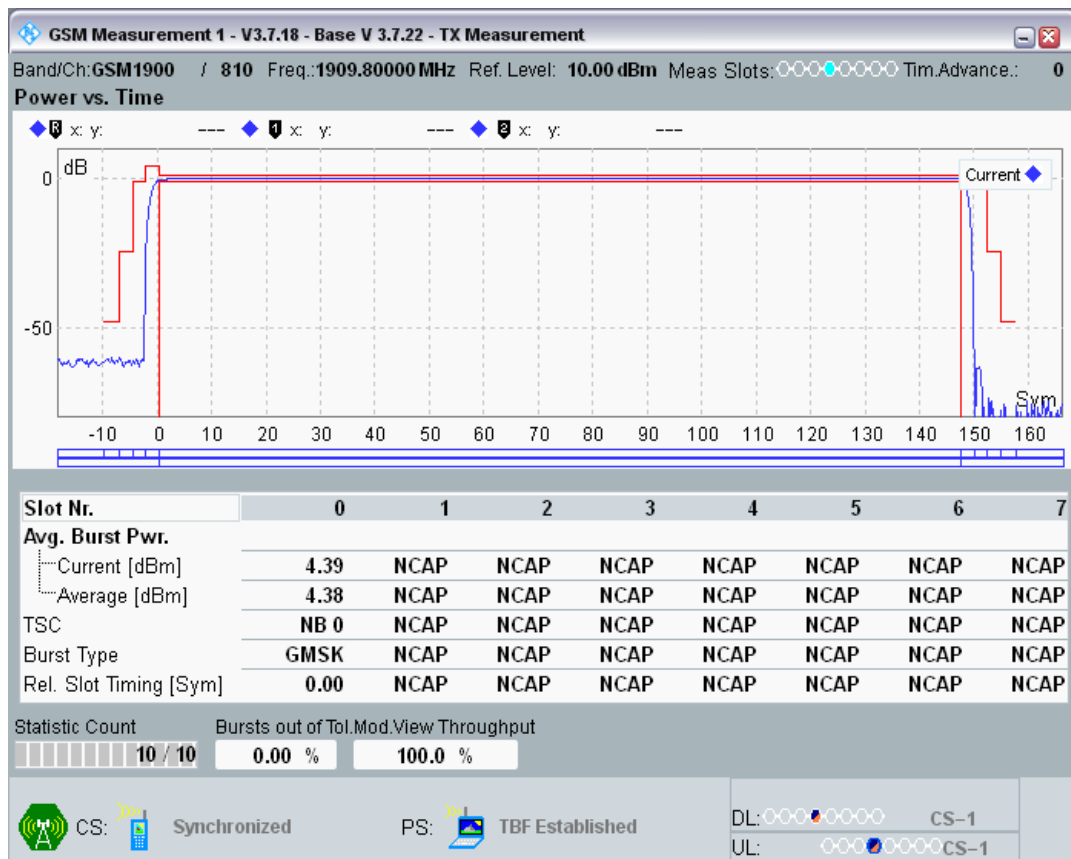 GSM Measurement 1 - V3.7.18 - Base V 3.7.22 - TX Measurement
Band/Ch:GSM1900 / 810 Freq.:1909.80000 MHz Ref. Level: 10.00 dBm Meas Slots: Tim.Advance.: 0
Power vs. Time
R x: y: --- 1 x: y: --- 2 x: y: ---
dB
0
Current
-50
Sym
-10 0 10 20 30 40 50 60 70 80 90 100 110 120 130 140 150 160
Slot Nr. 0 1 2 3 4 5 6 7
Avg. Burst Pwr.
Current [dBm] 4.39 NCAP NCAP NCAP NCAP NCAP NCAP NCAP
Average [dBm] 4.38 NCAP NCAP NCAP NCAP NCAP NCAP NCAP
TSC NB 0 NCAP NCAP NCAP NCAP NCAP NCAP NCAP
Burst Type GMSK NCAP NCAP NCAP NCAP NCAP NCAP NCAP
Rel. Slot Timing [Sym] 0.00 NCAP NCAP NCAP NCAP NCAP NCAP NCAP
Statistic Count Bursts out of Tol. Mod.View Throughput
10 / 10 0.00 % 100.0 %
CS: Synchronized PS: TBF Established
DL: CS-1
UL: CS-1